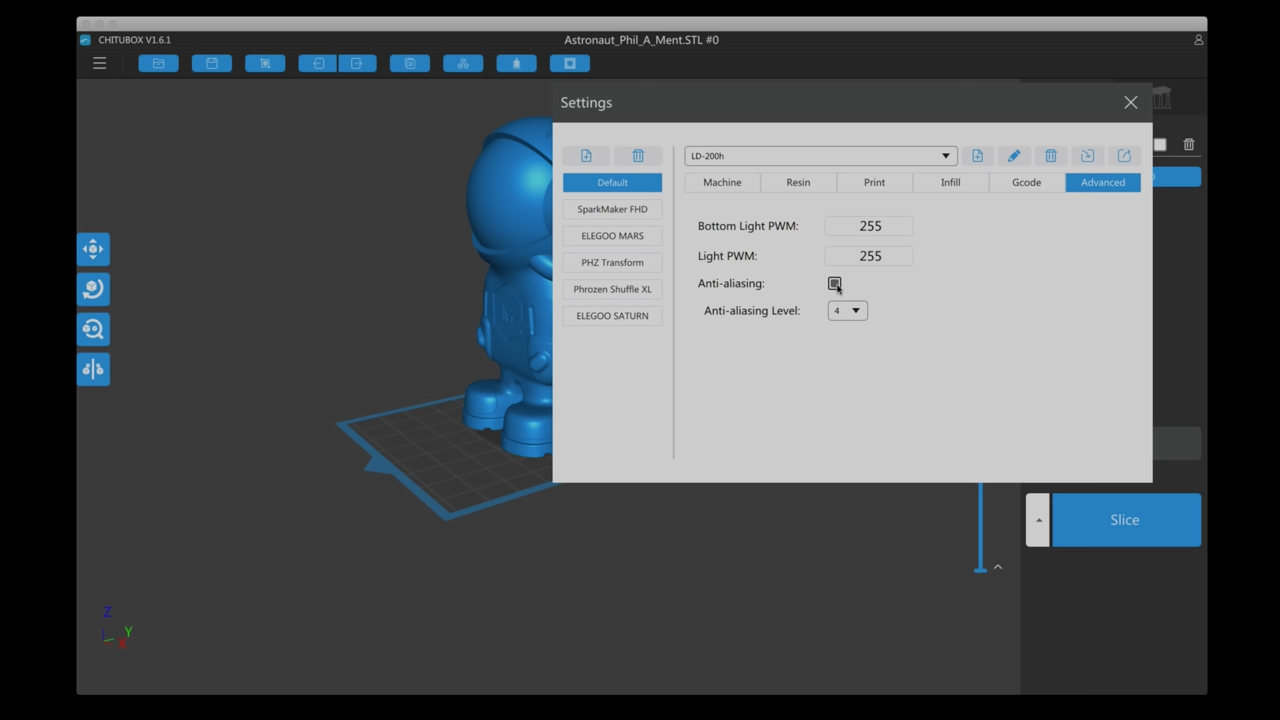 CHITUBOX V1.6.1
Astronaut_Phil_A_Ment.STL #0
Settings
LD-200h
Default
Machine
Resin
Print
Infill
Gcode
Advanced
SparkMaker FHD
ELEGOO MARS
PHZ Transform
Phrozen Shuffle XL
ELEGOO SATURN
Bottom Light PWM:
255
Light PWM:
255
Anti-aliasing:
Anti-aliasing Level:
4
Slice
Z
Y